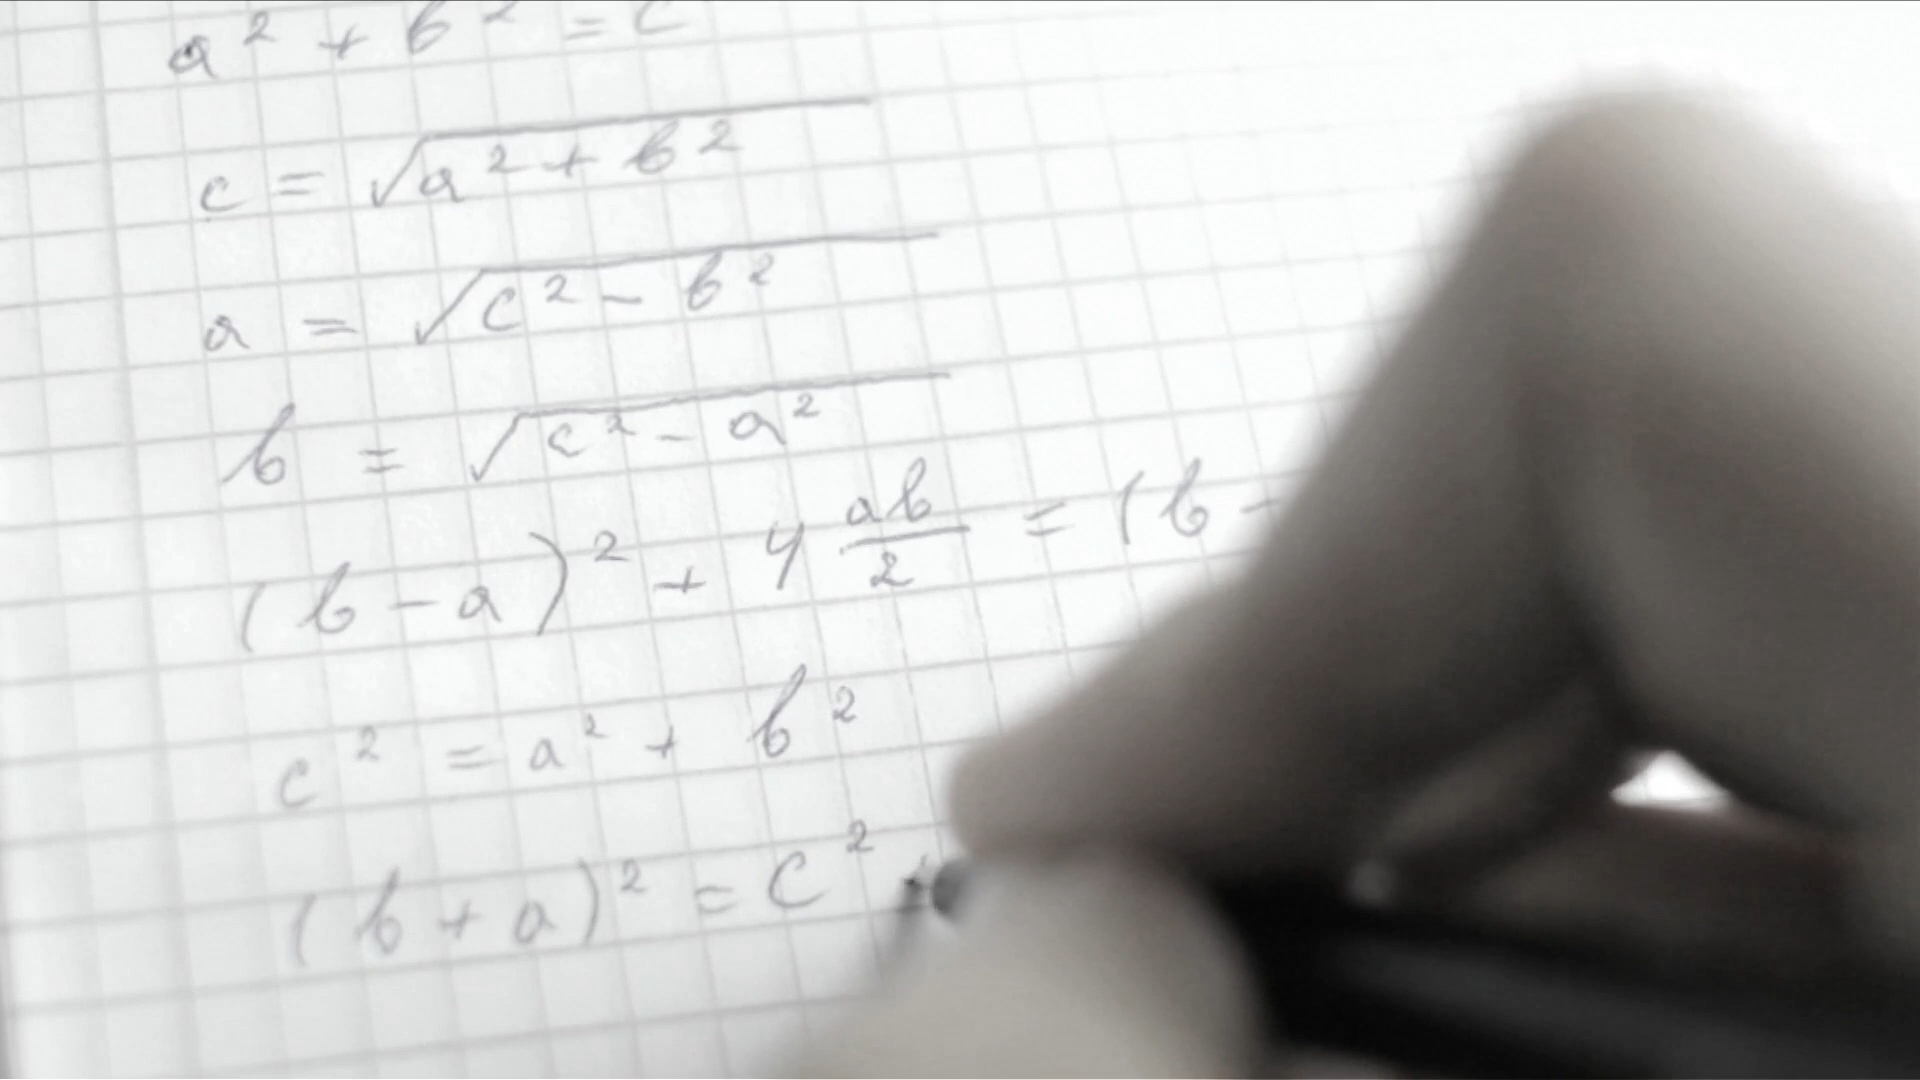 a² + b² = c
c = √a² + b²
a = √c² - b²
b = √c² - a²
(b - a)² + 4 ab/2 = (b -
c² = a² + b²
(b + a)² = c² +